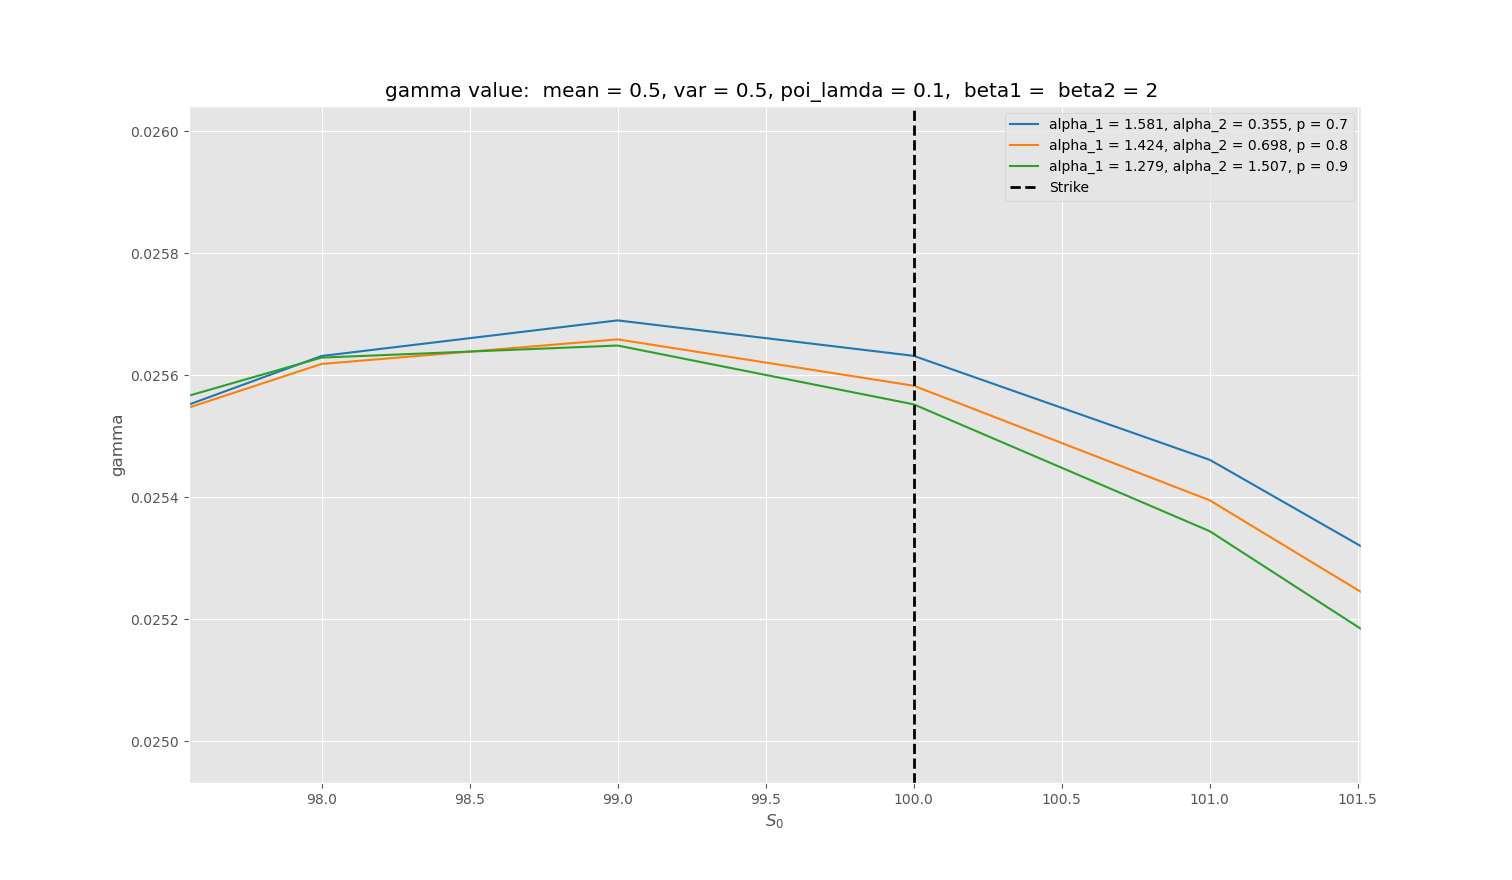 gamma value:  mean = 0.5, var = 0.5, poi_lamda = 0.1,  beta1 =  beta2 = 2
alpha_1 = 1.581, alpha_2 = 0.355, p = 0.7
alpha_1 = 1.424, alpha_2 = 0.698, p = 0.8
alpha_1 = 1.279, alpha_2 = 1.507, p = 0.9
Strike
0.0260
0.0258
0.0256
0.0254
0.0252
0.0250
gamma
98.0
98.5
99.0
99.5
100.0
100.5
101.0
101.5
S_0